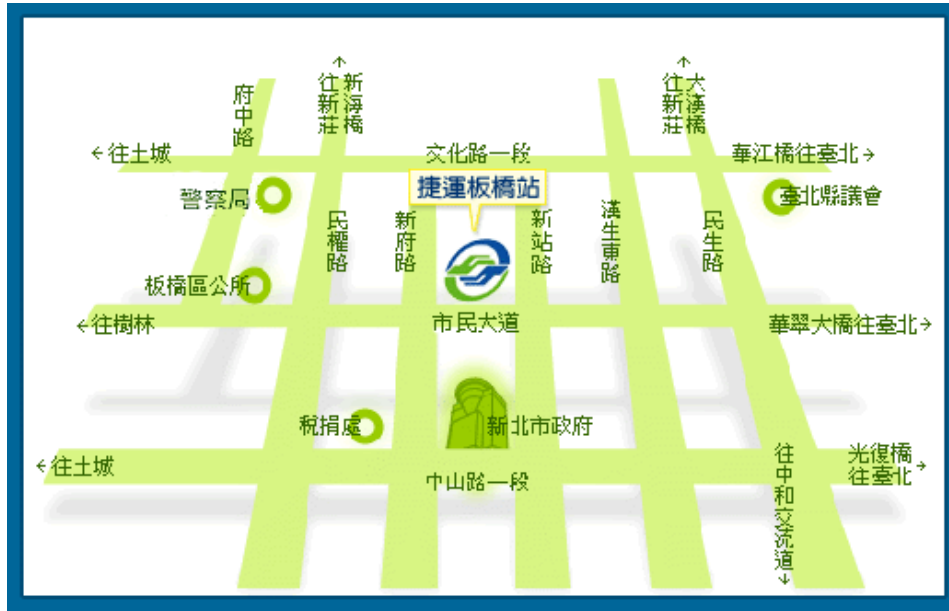 ↑
往新莊
新海橋
↑
往新莊
大漢橋
府中路
←往土城
文化路一段
華江橋往臺北→
捷運板橋站
警察局
臺北縣議會
民權路
新府路
新站路
漢生東路
民生路
板橋區公所
←往樹林
市民大道
華翠大橋往臺北→
稅捐處
新北市政府
←往土城
中山路一段
往中和交流道
↓
光復橋
往臺北→